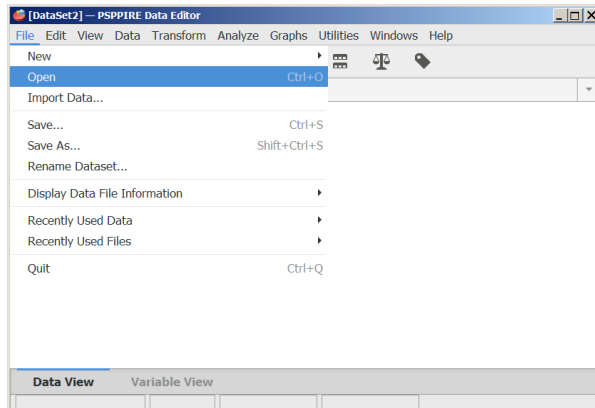 [DataSet2] — PSPPIRE Data Editor
File Edit View Data Transform Analyze Graphs Utilities Windows Help
New
Open Ctrl+O
Import Data...
Save... Ctrl+S
Save As... Shift+Ctrl+S
Rename Dataset...
Display Data File Information
Recently Used Data
Recently Used Files
Quit Ctrl+Q
Data View Variable View